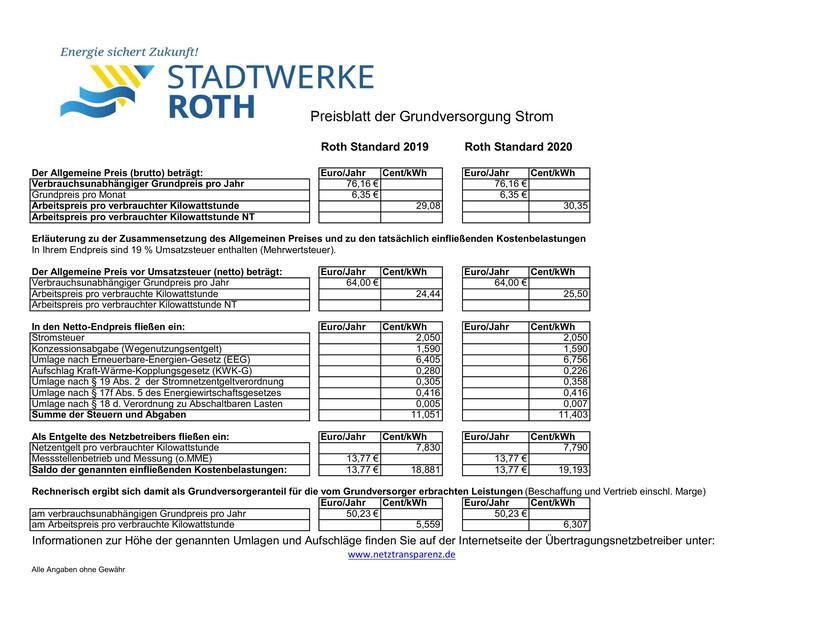 Energie sichert Zukunft!
STADTWERKE
ROTH
Preisblatt der Grundversorgung Strom
Roth Standard 2019 Roth Standard 2020
Der Allgemeine Preis (brutto) beträgt: Euro/Jahr Cent/kWh Euro/Jahr Cent/kWh
Verbrauchsunabhängiger Grundpreis pro Jahr 76,16 € 76,16 €
Grundpreis pro Monat 6,35 € 6,35 €
Arbeitspreis pro verbrauchter Kilowattstunde 29,08 30,35
Arbeitspreis pro verbrauchter Kilowattstunde NT
Erläuterung zu der Zusammensetzung des Allgemeinen Preises und zu den tatsächlich einfließenden Kostenbelastungen
In Ihrem Endpreis sind 19 % Umsatzsteuer enthalten (Mehrwertsteuer).
Der Allgemeine Preis vor Umsatzsteuer (netto) beträgt: Euro/Jahr Cent/kWh Euro/Jahr Cent/kWh
Verbrauchsunabhängiger Grundpreis pro Jahr 64,00 € 64,00 €
Arbeitspreis pro verbrauchte Kilowattstunde 24,44 25,50
Arbeitspreis pro verbrauchter Kilowattstunde NT
In den Netto-Endpreis fließen ein: Euro/Jahr Cent/kWh Euro/Jahr Cent/kWh
Stromsteuer 2,050 2,050
Konzessionsabgabe (Wegenutzungsentgelt) 1,590 1,590
Umlage nach Erneuerbare-Energien-Gesetz (EEG) 6,405 6,756
Aufschlag Kraft-Wärme-Kopplungsgesetz (KWK-G) 0,280 0,226
Umlage nach § 19 Abs. 2 der Stromnetzentgeltverordnung 0,305 0,358
Umlage nach § 17f Abs. 5 des Energiewirtschaftsgesetzes 0,416 0,416
Umlage nach § 18 d. Verordnung zu Abschaltbaren Lasten 0,005 0,007
Summe der Steuern und Abgaben 11,051 11,403
Als Entgelte des Netzbetreibers fließen ein: Euro/Jahr Cent/kWh Euro/Jahr Cent/kWh
Netzentgelt pro verbrauchter Kilowattstunde 7,830 7,790
Messstellenbetrieb und Messung (o.MME) 13,77 € 13,77 €
Saldo der genannten einfließenden Kostenbelastungen: 13,77 € 18,881 13,77 € 19,193
Rechnerisch ergibt sich damit als Grundversorgeranteil für die vom Grundversorger erbrachten Leistungen (Beschaffung und Vertrieb einschl. Marge)
Euro/Jahr Cent/kWh Euro/Jahr Cent/kWh
am verbrauchsunabhängigen Grundpreis pro Jahr 50,23 € 50,23 €
am Arbeitspreis pro verbrauchte Kilowattstunde 5,559 6,307
Informationen zur Höhe der genannten Umlagen und Aufschläge finden Sie auf der Internetseite der Übertragungsnetzbetreiber unter:
www.netztransparenz.de
Alle Angaben ohne Gewähr